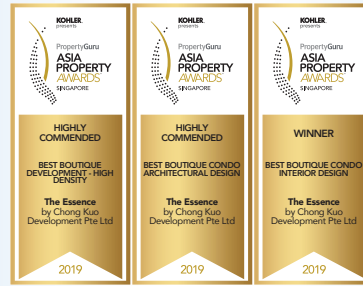 KOHLER
presents
PropertyGuru
ASIA
PROPERTY
AWARDS
SINGAPORE
HIGHLY
COMMENDED
BEST BOUTIQUE
DEVELOPMENT - HIGH
DENSITY
The Essence
by Chong Kuo
Development Pte Ltd
2019
KOHLER
presents
PropertyGuru
ASIA
PROPERTY
AWARDS
SINGAPORE
HIGHLY
COMMENDED
BEST BOUTIQUE CONDO
ARCHITECTURAL DESIGN
The Essence
by Chong Kuo
Development Pte Ltd
2019
KOHLER
presents
PropertyGuru
ASIA
PROPERTY
AWARDS
SINGAPORE
WINNER
BEST BOUTIQUE CONDO
INTERIOR DESIGN
The Essence
by Chong Kuo
Development Pte Ltd
2019